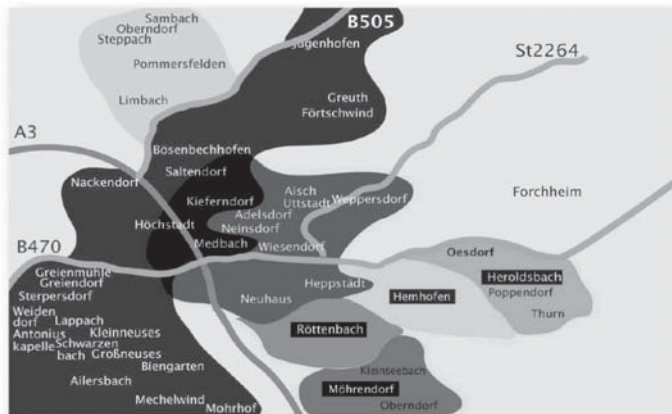 Sambach
Oberndorf
Steppach
Pommersfelden
Limbach
B505
Jugenhofen
St2264
Greuth
Förtschwind
A3
Bösenbechhofen
Saltendorf
Nackendorf
Kieferndorf
Aisch
Uttstadt
Weppersdorf
Forchheim
Adelsdorf
Neinsdorf
Höchstadt
Medbach
Wiesendorf
B470
Oesdorf
Greienmühle
Greiendorf
Sterpersdorf
Heppstädt
Heroldsbach
Poppendorf
Neuhaus
Hemhofen
Thurn
Weiden
dorf
Lappach
Antonius
kapelle
Kleinneuses
Schwarzen
bach
Großneuses
Röttenbach
Biengarten
Ailersbach
Kleinseebach
Möhrendorf
Mechelwind
Mohrhof
Oberndorf